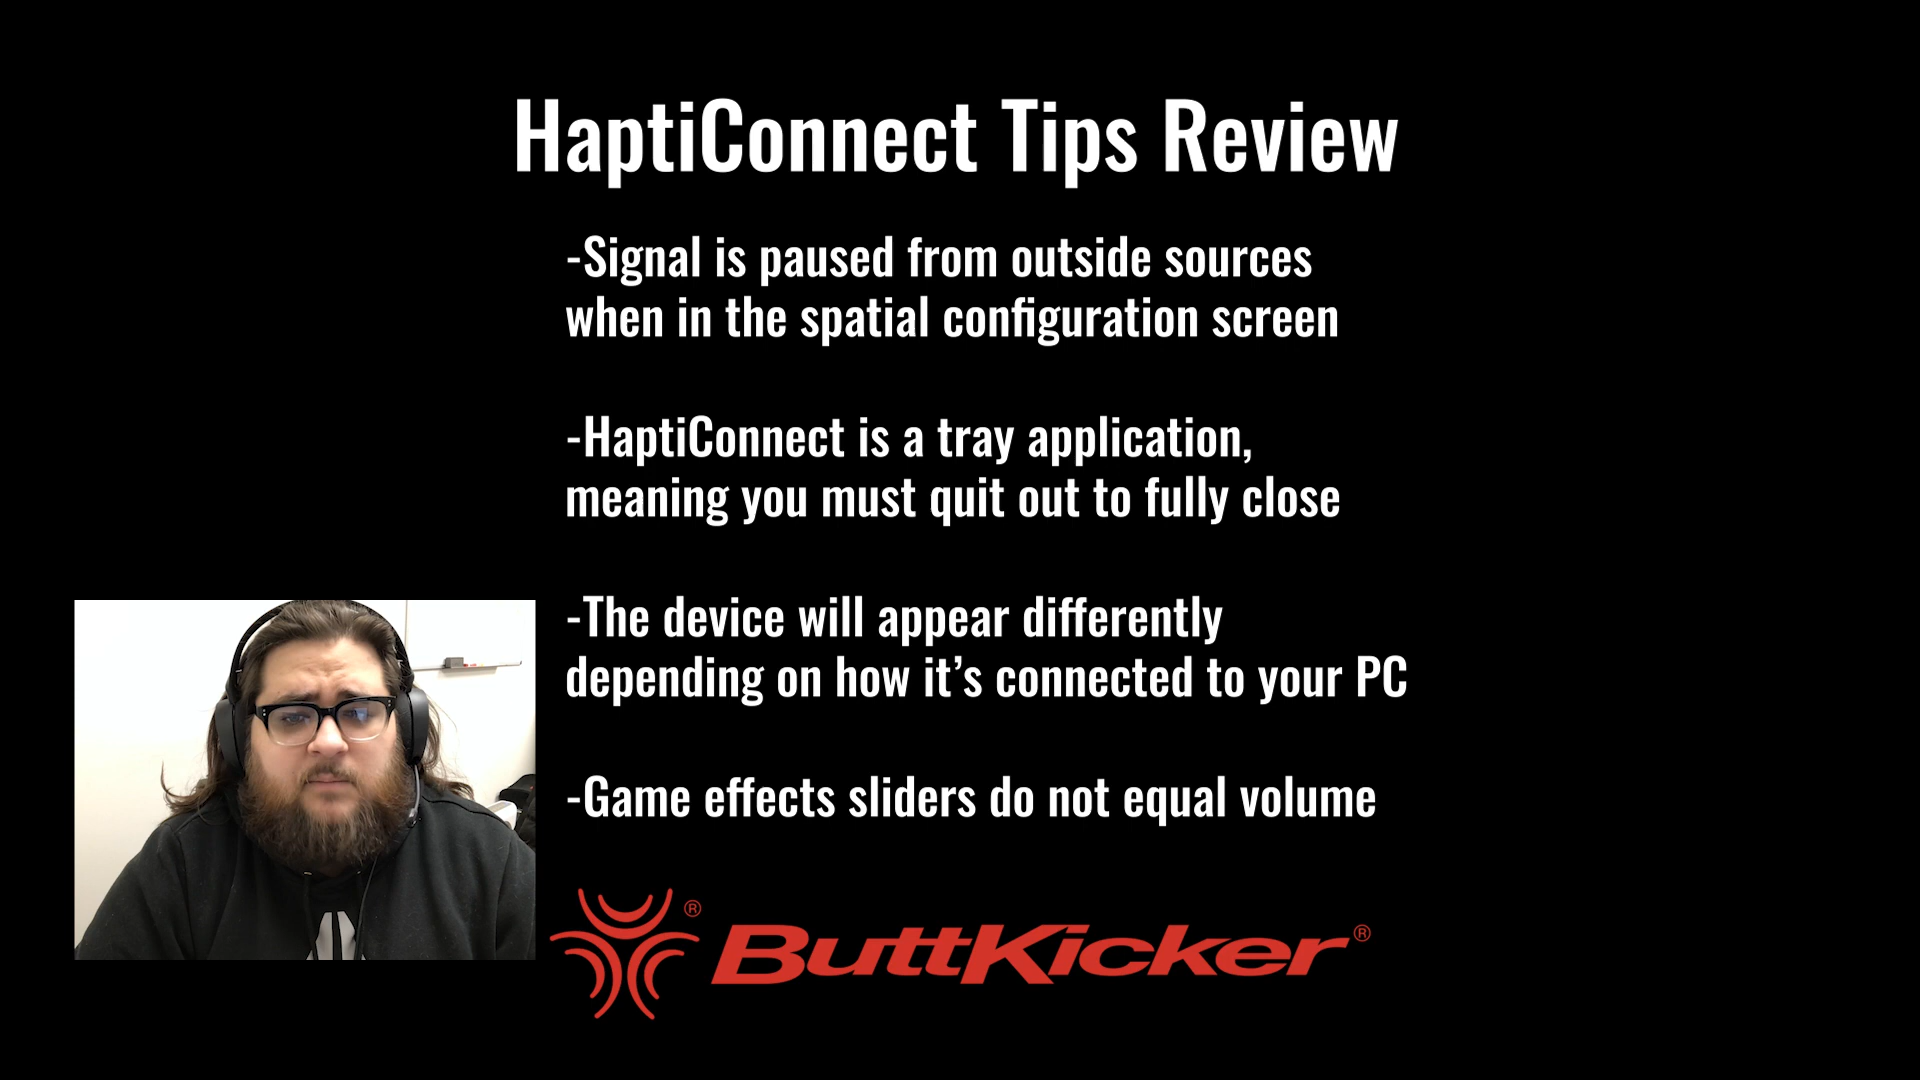 HaptiConnect Tips Review
-Signal is paused from outside sources
when in the spatial configuration screen
-HaptiConnect is a tray application,
meaning you must quit out to fully close
-The device will appear differently
depending on how it’s connected to your PC
-Game effects sliders do not equal volume
® ButtKicker®